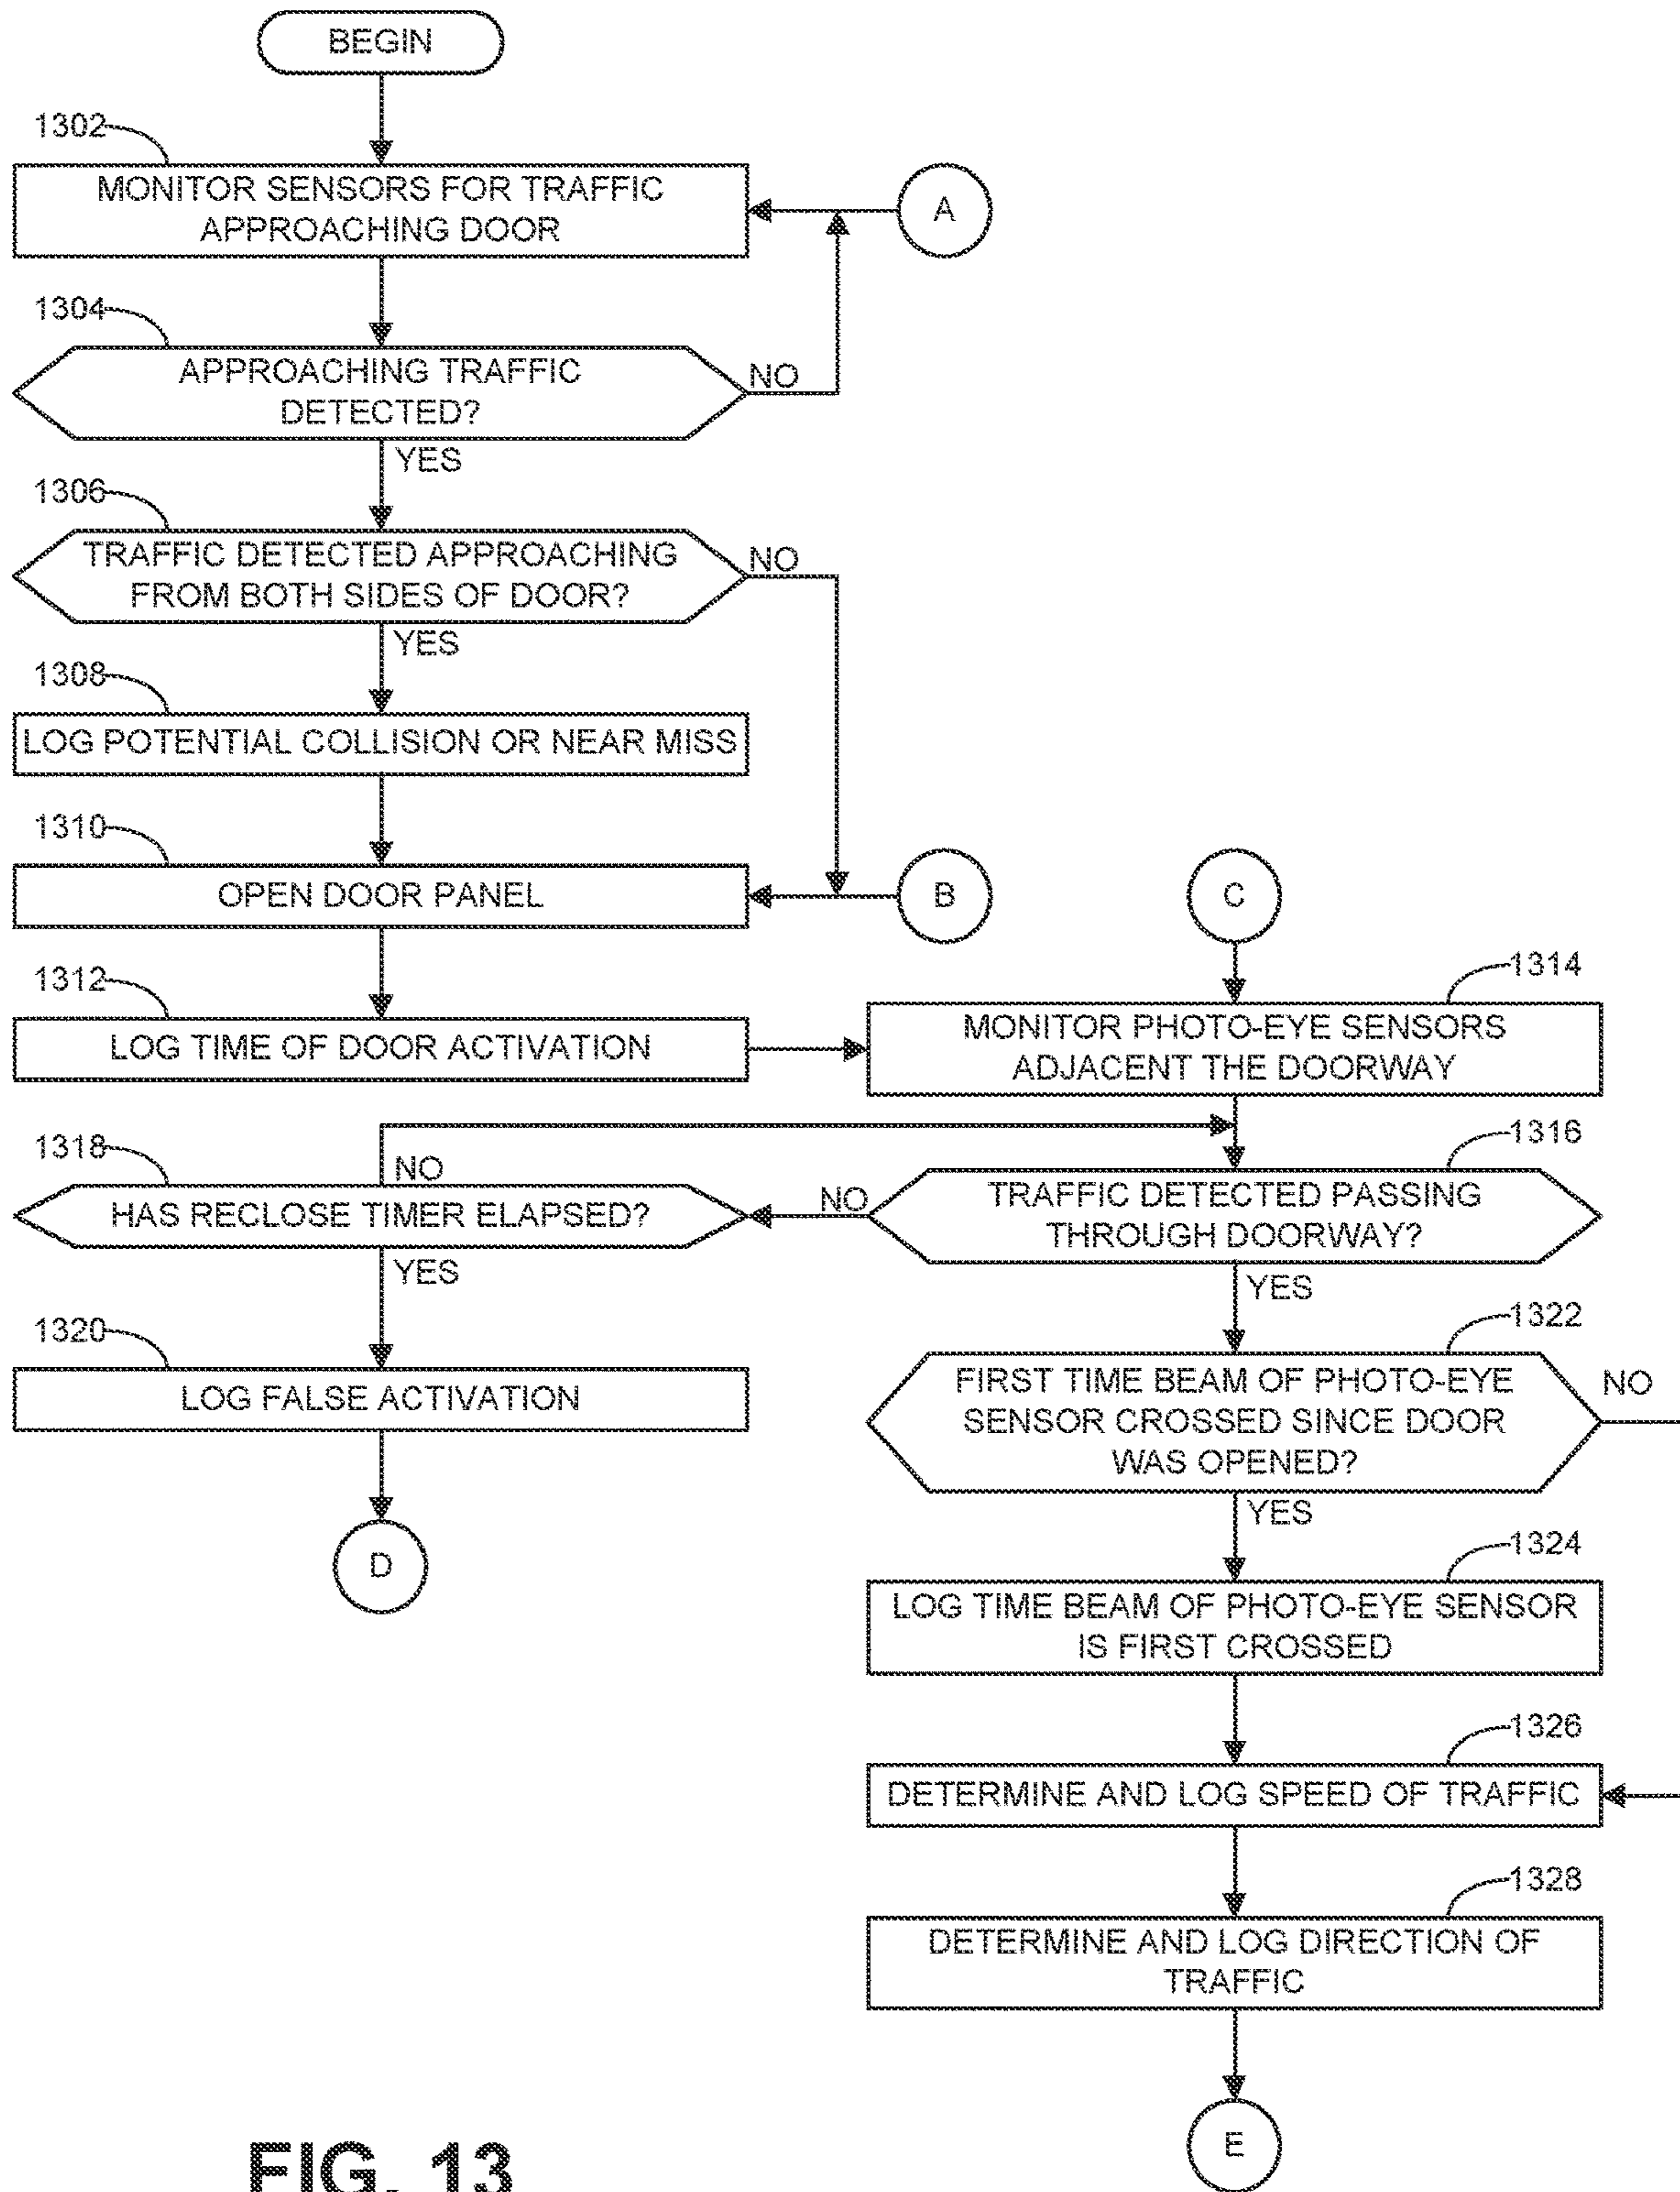 BEGIN
1302
MONITOR SENSORS FOR TRAFFIC
APPROACHING DOOR
A
1304
APPROACHING TRAFFIC
DETECTED?
NO
YES
1306
TRAFFIC DETECTED APPROACHING
FROM BOTH SIDES OF DOOR?
NO
YES
1308
LOG POTENTIAL COLLISION OR NEAR MISS
1310
OPEN DOOR PANEL
B
C
1312
LOG TIME OF DOOR ACTIVATION
1314
MONITOR PHOTO-EYE SENSORS
ADJACENT THE DOORWAY
1318
NO
HAS RECLOSE TIMER ELAPSED?
YES
1316
NO
TRAFFIC DETECTED PASSING
THROUGH DOORWAY?
YES
1320
LOG FALSE ACTIVATION
D
1322
FIRST TIME BEAM OF PHOTO-EYE
SENSOR CROSSED SINCE DOOR
WAS OPENED?
NO
YES
1324
LOG TIME BEAM OF PHOTO-EYE SENSOR
IS FIRST CROSSED
1326
DETERMINE AND LOG SPEED OF TRAFFIC
1328
DETERMINE AND LOG DIRECTION OF
TRAFFIC
E
FIG. 13